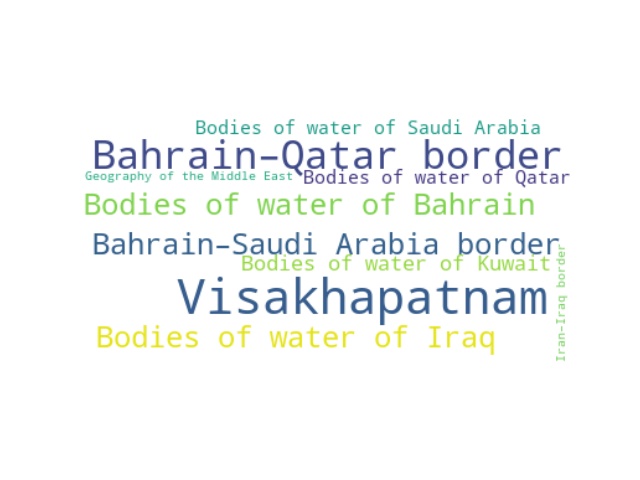 Bodies of water of Saudi Arabia
Bahrain–Qatar border
Geography of the Middle East
Bodies of water of Qatar
Bodies of water of Bahrain
Bahrain–Saudi Arabia border
Bodies of water of Kuwait
Visakhapatnam
Bodies of water of Iraq
Iran–Iraq border